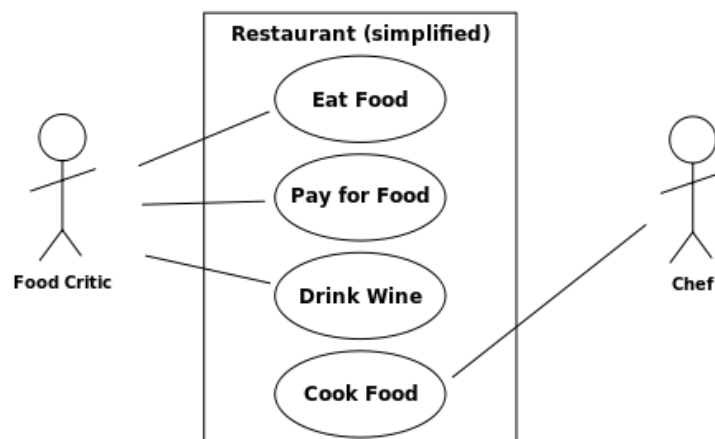 Restaurant (simplified)
Eat Food
Pay for Food
Drink Wine
Cook Food
Food Critic
Chef